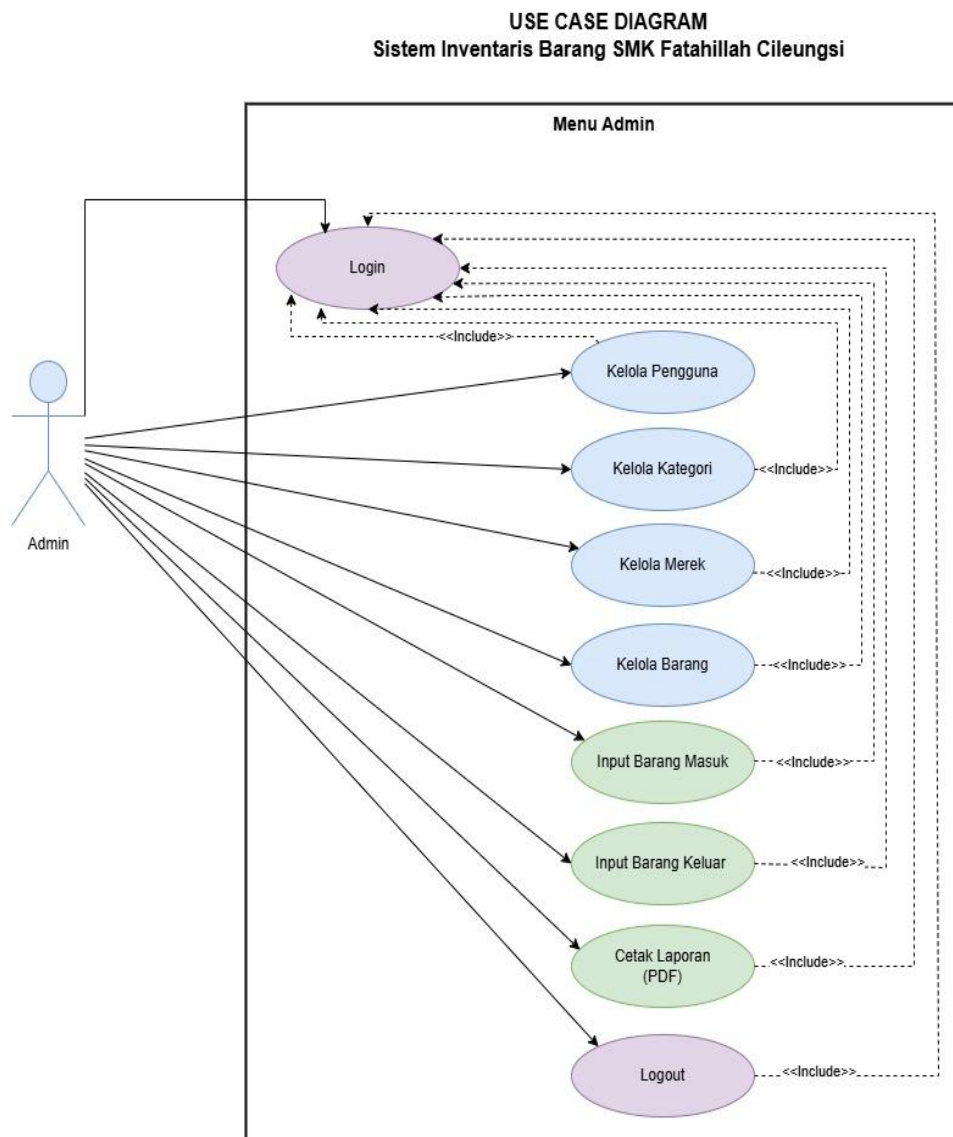 USE CASE DIAGRAM
Sistem Inventaris Barang SMK Fatahillah Cileungsi
Menu Admin
Login
<<Include>>
Kelola Pengguna
Kelola Kategori
<<Include>>
Admin
Kelola Merek
<<Include>>
Kelola Barang
<<Include>>
Input Barang Masuk
<<Include>>
Input Barang Keluar
<<Include>>
Cetak Laporan
(PDF)
<<Include>>
Logout
<<Include>>